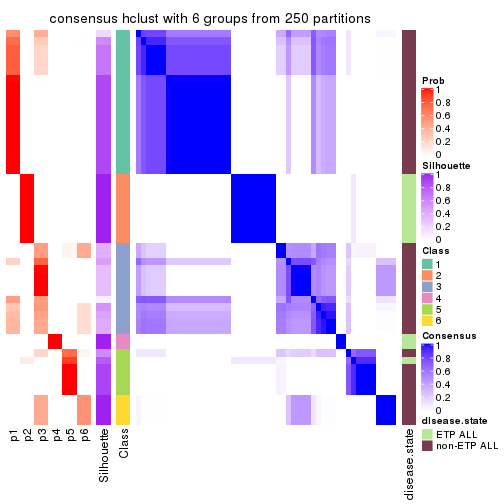 consensus hclust with 6 groups from 250 partitions
Prob
1
0.8
0.6
0.4
0.2
0
Silhouette
1
0.8
0.6
0.4
0.2
0
Class
1
2
3
4
5
6
Consensus
1
0.8
0.6
0.4
0.2
0
disease.state
ETP ALL
non-ETP ALL
p1
p2
p3
p4
p5
p6
Silhouette
Class
disease.state